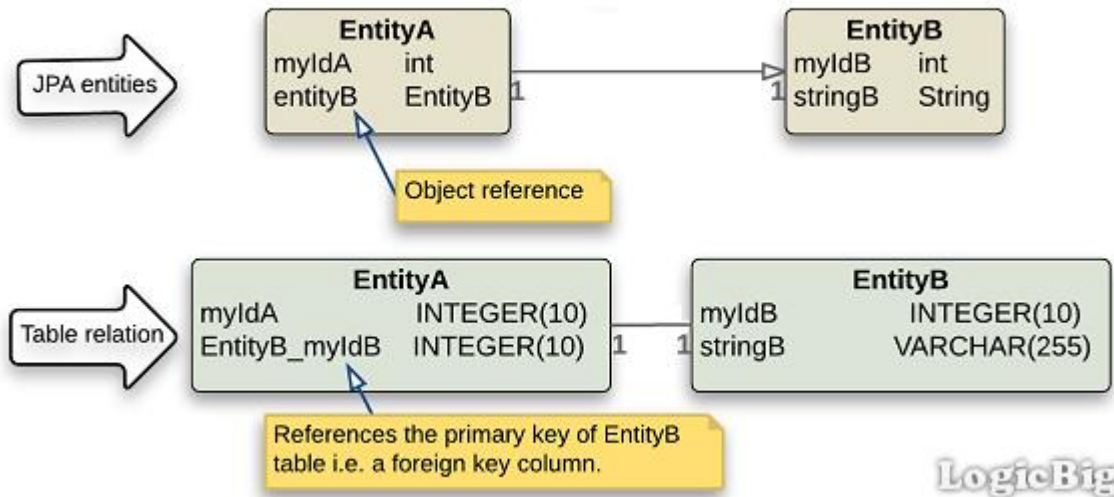 JPA entities
EntityA
myIdA int
entityB EntityB
1
1
EntityB
myIdB int
stringB String
Object reference
Table relation
EntityA
myIdA INTEGER(10)
EntityB_myIdB INTEGER(10)
1
1
EntityB
myIdB INTEGER(10)
stringB VARCHAR(255)
References the primary key of EntityB
table i.e. a foreign key column.
LogicBig